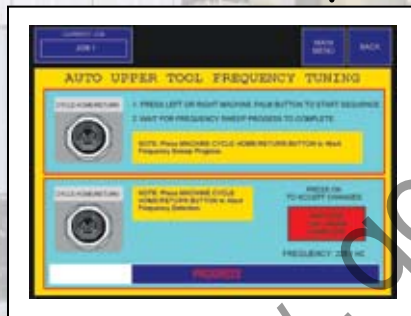 CURRENT JOB
JOB 1
MAIN
MENU
BACK
AUTO UPPER TOOL FREQUENCY TUNING
CYCLE HOME/RETURN
1. PRESS LEFT OR RIGHT MACHINE PALM BUTTON TO START SEQUENCE
2. WAIT FOR FREQUENCY SWEEP PROGRESS TO COMPLETE
NOTE: Press MACHINE CYCLE HOME/RETURN BUTTON to Abort
Frequency Sweep Progress.
CYCLE HOME/RETURN
NOTE: Press MACHINE CYCLE
HOME/RETURN BUTTON to Abort
Frequency Detection.
PRESS ON
TO ACCEPT CHANGES
FREQUENCY:
PROGRESS